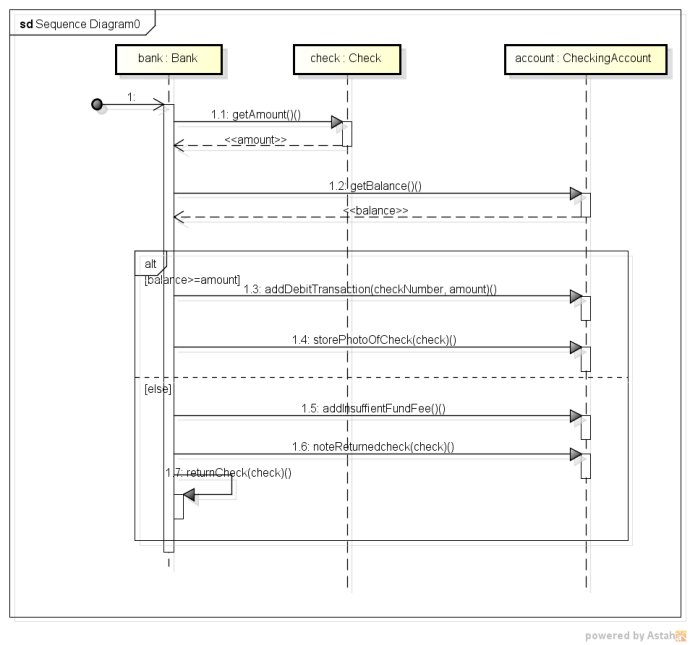 sd Sequence Diagram0
bank : Bank
check : Check
account : CheckingAccount
1:
1.1: getAmount()()
<<amount>>
1.2: getBalance()()
<<balance>>
alt
[balance>=amount]
1.3: addDebitTransaction(checkNumber, amount)()
1.4: storePhotoOfCheck(check)()
[else]
1.5: addInsuffientFundFee()()
1.6: noteReturnedcheck(check)()
1.7: returnCheck(check)()
powered by Astah